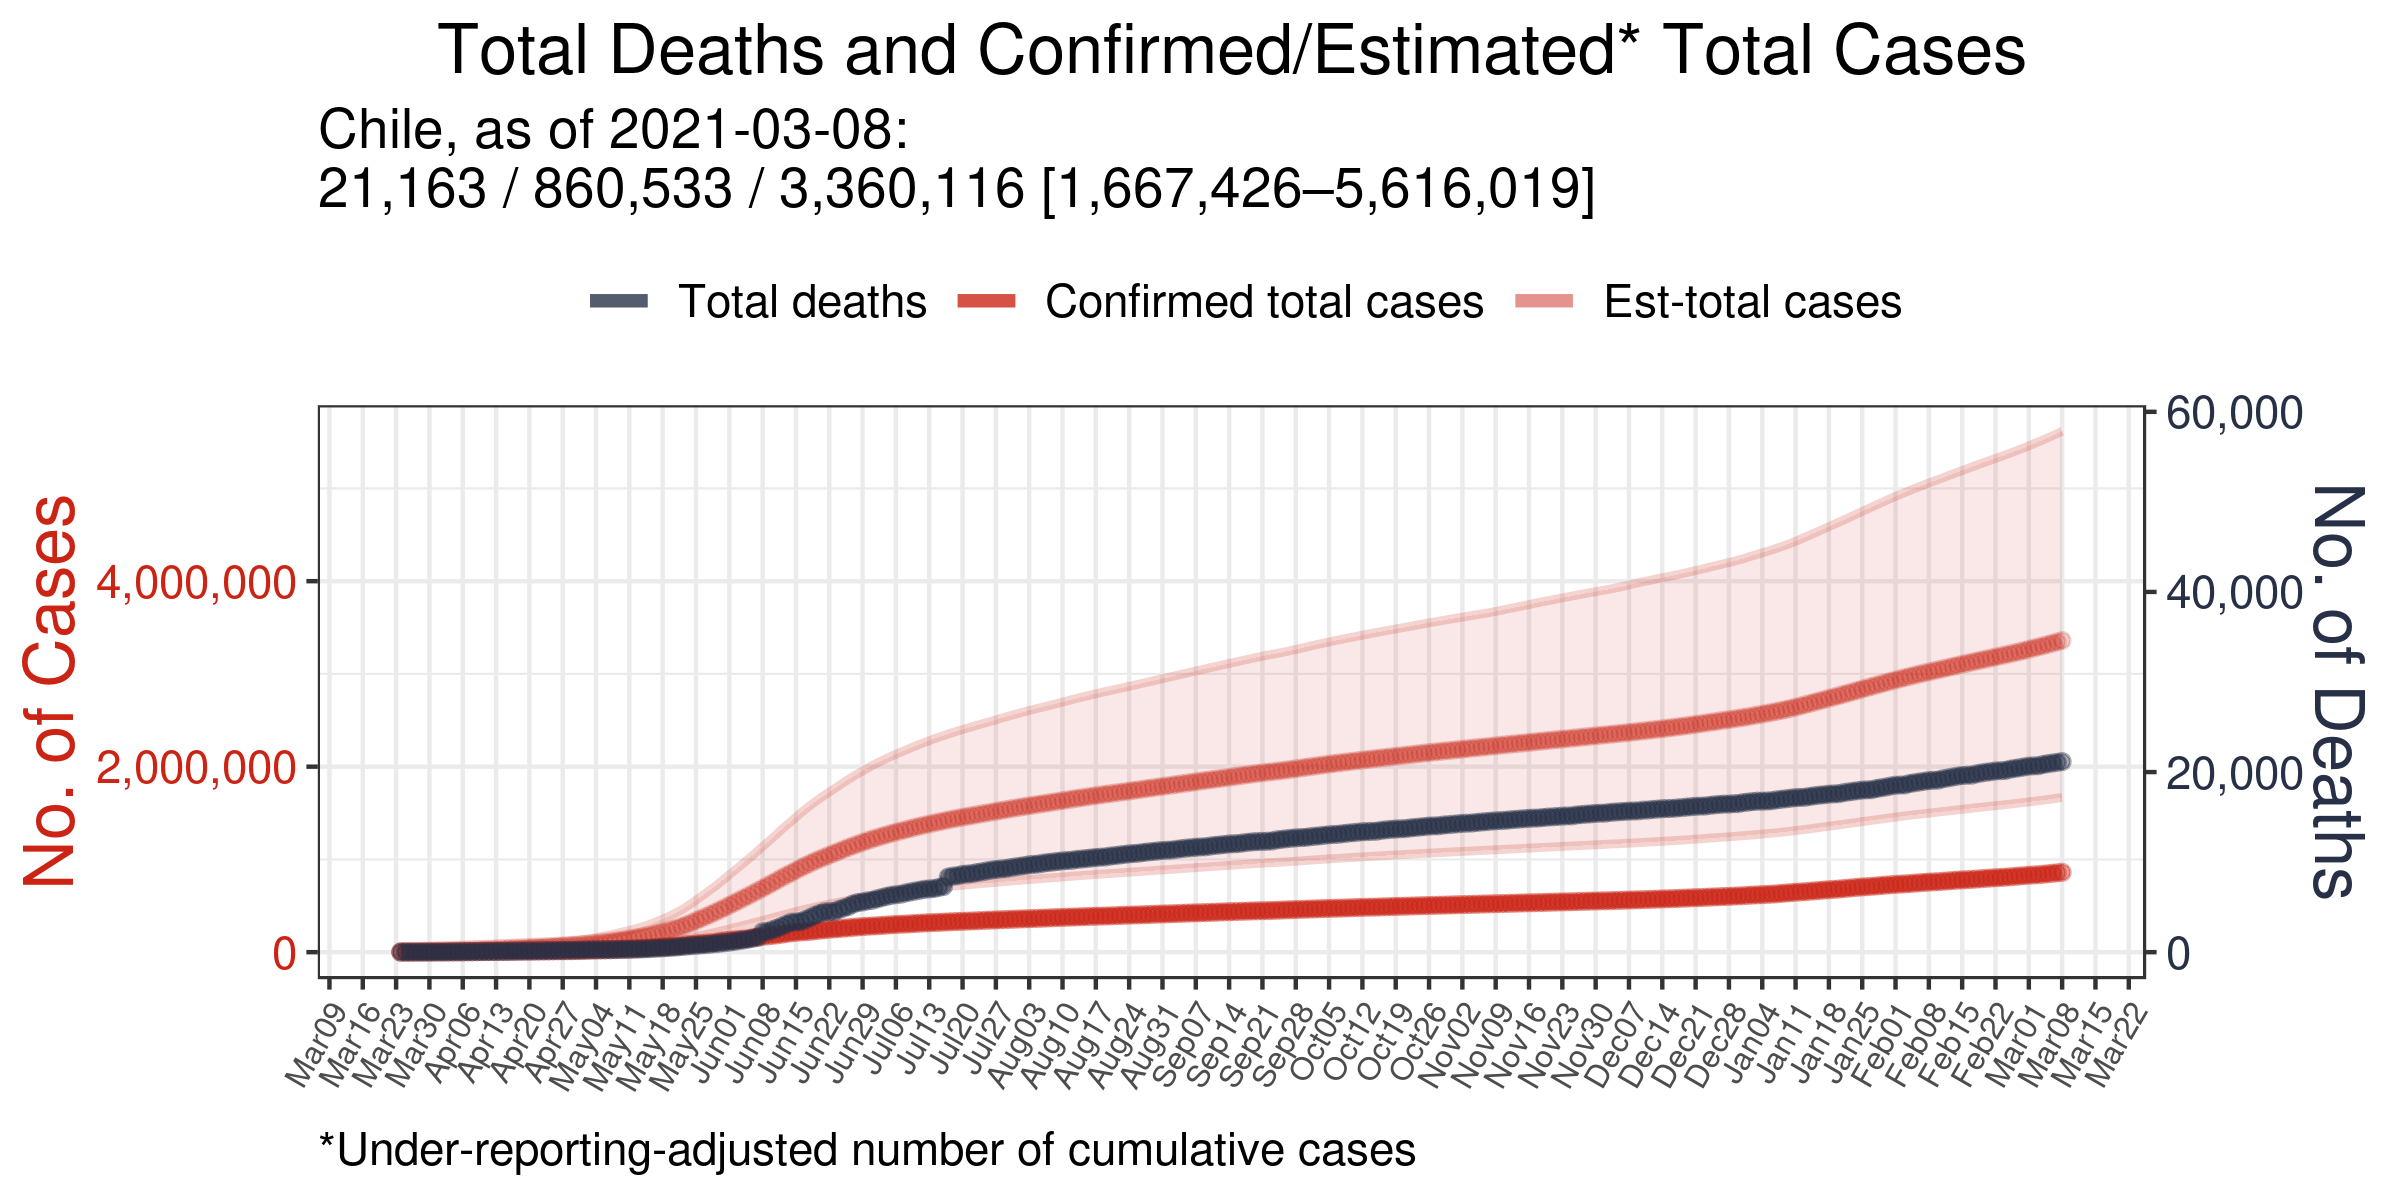 Total Deaths and Confirmed/Estimated* Total Cases
Chile, as of 2021-03-08:
21,163 / 860,533 / 3,360,116 [1,667,426–5,616,019]
Total deaths
Confirmed total cases
Est-total cases
No. of Cases
4,000,000
2,000,000
0
60,000
40,000
20,000
0
No. of Deaths
Mar09
Mar16
Mar23
Mar30
Apr06
Apr13
Apr20
Apr27
May04
May11
May18
May25
Jun01
Jun08
Jun15
Jun22
Jun29
Jul06
Jul13
Jul20
Jul27
Aug03
Aug10
Aug17
Aug24
Aug31
Sep07
Sep14
Sep21
Sep28
Oct05
Oct12
Oct19
Oct26
Nov02
Nov09
Nov16
Nov23
Nov30
Dec07
Dec14
Dec21
Dec28
Jan04
Jan11
Jan18
Jan25
Feb01
Feb08
Feb15
Feb22
Mar01
Mar08
Mar15
Mar22
*Under-reporting-adjusted number of cumulative cases